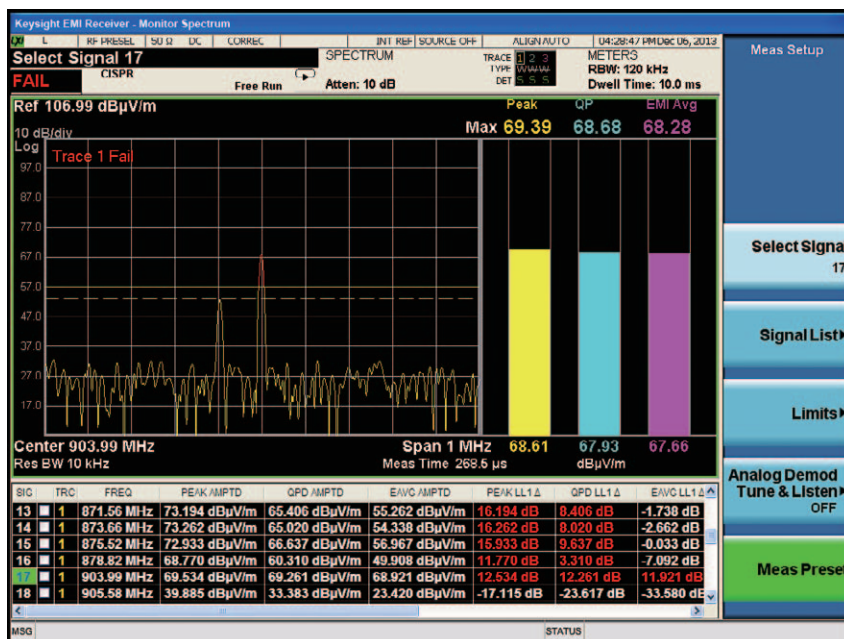 Keysight EMI Receiver - Monitor Spectrum
L RF PRESEL 50 Ω DC CORREC INT REF SOURCE OFF ALIGN AUTO 04:28:47 PM Dec 06, 2013
Meas Setup
Select Signal 17 SPECTRUM TRACE 1 2 3 METERS
TYPE WWW RBW: 120 kHz
FAIL CISPR Free Run Atten: 10 dB DET S S S Dwell Time: 10.0 ms
Ref 106.99 dBµV/m Peak QP EMI Avg
10 dB/div Max 69.39 68.68 68.28
Log
Trace 1 Fail
97.0
87.0
77.0
67.0
57.0
47.0
37.0
27.0
17.0
Center 903.99 MHz Span 1 MHz 68.61 67.93 67.66
Res BW 10 kHz Meas Time 268.5 µs dBµV/m
SIG TRC FREQ PEAK AMPTD QPD AMPTD EAVG AMPTD PEAK LL1 Δ QPD LL1 Δ EAVG LL1 Δ
13 1 871.56 MHz 73.194 dBµV/m 65.406 dBµV/m 55.262 dBµV/m 16.194 dB 8.406 dB -1.738 dB
14 1 873.66 MHz 73.262 dBµV/m 65.020 dBµV/m 54.338 dBµV/m 16.262 dB 8.020 dB -2.662 dB
15 1 875.52 MHz 72.933 dBµV/m 66.637 dBµV/m 56.967 dBµV/m 15.933 dB 9.637 dB -0.033 dB
16 1 878.82 MHz 68.770 dBµV/m 60.310 dBµV/m 49.908 dBµV/m 11.770 dB 3.310 dB -7.092 dB
17 1 903.99 MHz 69.534 dBµV/m 69.261 dBµV/m 68.921 dBµV/m 12.534 dB 12.261 dB 11.921 dB
18 1 905.58 MHz 39.885 dBµV/m 33.383 dBµV/m 23.420 dBµV/m -17.115 dB -23.617 dB -33.580 dB
MSG STATUS
Select Signa
17
Signal List
Limits
Analog Demod
Tune & Listen
OFF
Meas Prese